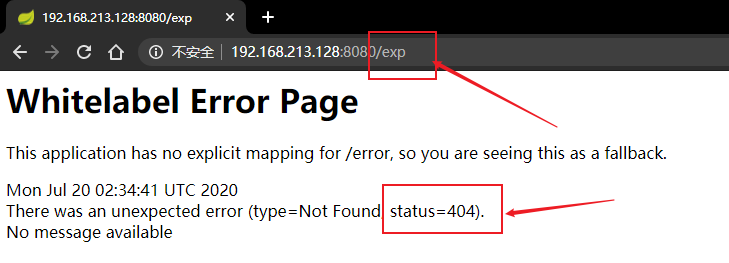 192.168.213.128:8080/exp
不安全 192.168.213.128:8080/exp
Whitelabel Error Page
This application has no explicit mapping for /error, so you are seeing this as a fallback.
Mon Jul 20 02:34:41 UTC 2020
There was an unexpected error (type=Not Found, status=404).
No message available